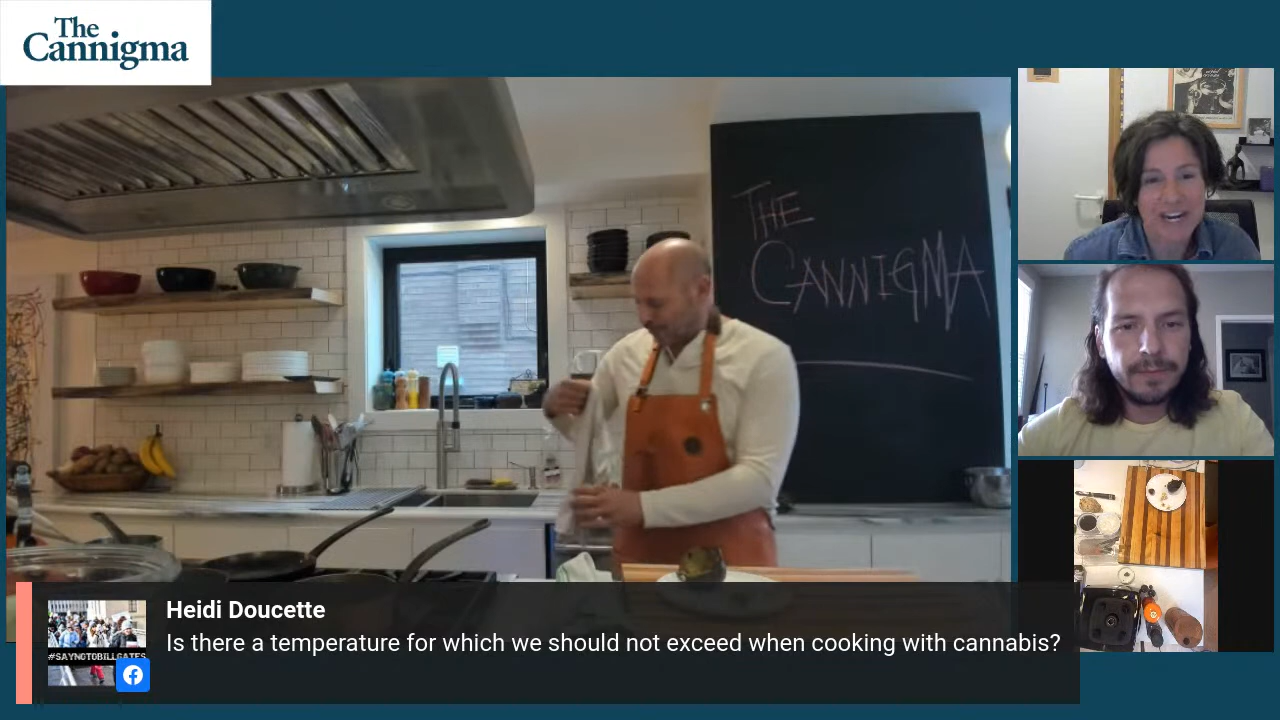 The
Cannigma
THE
CANNIGMA
Heidi Doucette
Is there a temperature for which we should not exceed when cooking with cannabis?
#SAYNOTOBILLGATES